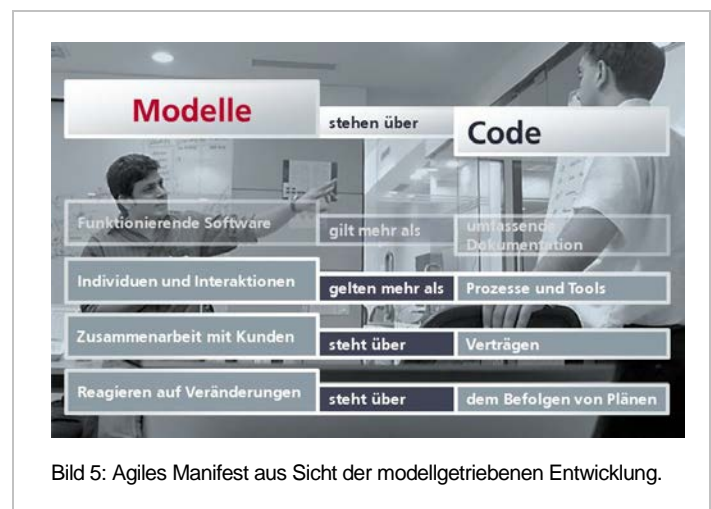 Modelle stehen über Code
Funktionierende Software gilt mehr als umfassende
Dokumentation
Individuen und Interaktionen gelten mehr als Prozesse und Tools
Zusammenarbeit mit Kunden steht über Verträgen
Reagieren auf Veränderungen steht über dem Befolgen von Plänen
Bild 5: Agiles Manifest aus Sicht der modellgetriebenen Entwicklung.